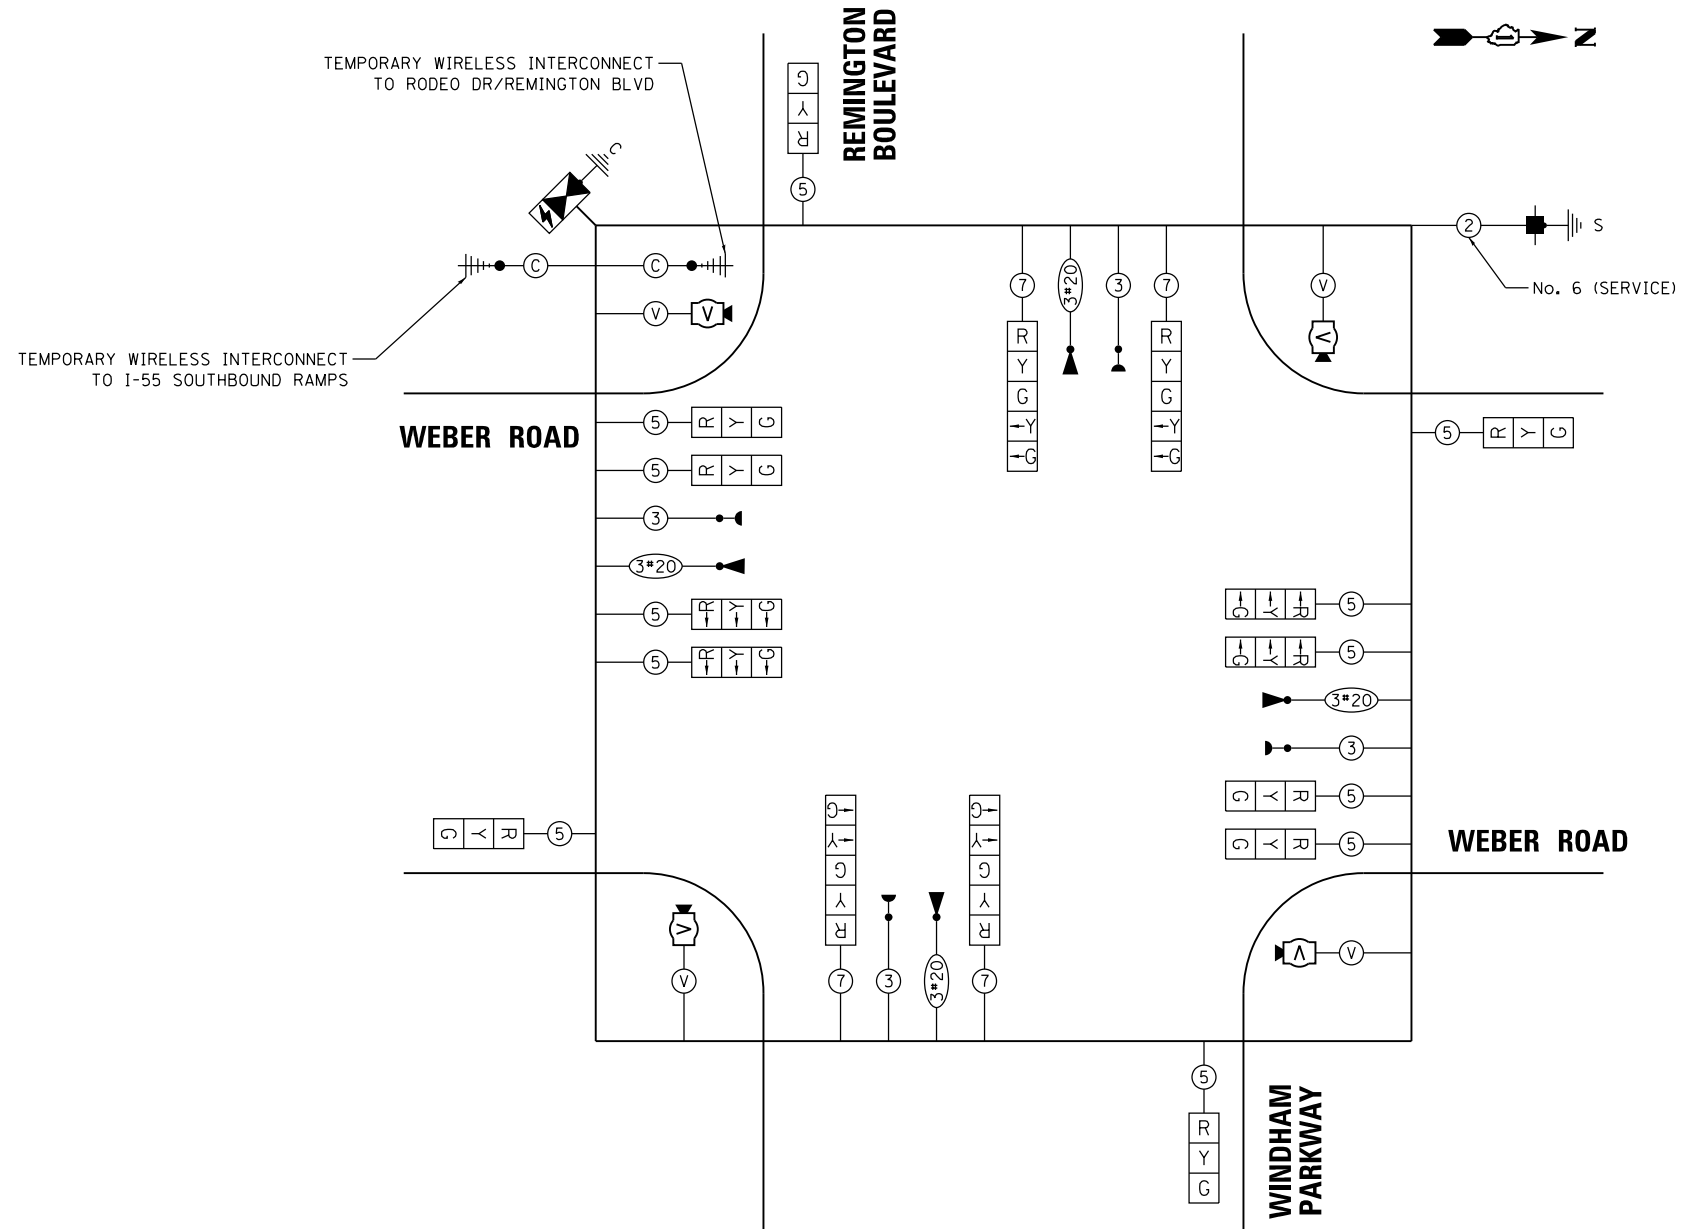 REMINGTON
BOULEVARD
N
TEMPORARY WIRELESS INTERCONNECT
TO RODEO DR/REMINGTON BLVD
G
Y
R
5
C
2
S
No. 6 (SERVICE)
C
C
V
V
TEMPORARY WIRELESS INTERCONNECT
TO I-55 SOUTHBOUND RAMPS
7
3#20
3
7
V
V
R
Y
G
←Y
←G
R
Y
G
←Y
←G
WEBER ROAD
5 R Y G
5 R Y G
3
3#20
5 ←R ←Y ←G
5 ←R ←Y ←G
5 R Y G
←G ←Y ←R 5
←G ←Y ←R 5
3#20
3
G Y R 5
G Y R 5
WEBER ROAD
G Y R 5
←G
←Y
G
Y
R
7
3
3#20
←G
←Y
G
Y
R
7
V
V
V V
5
R
Y
G
WINDHAM
PARKWAY